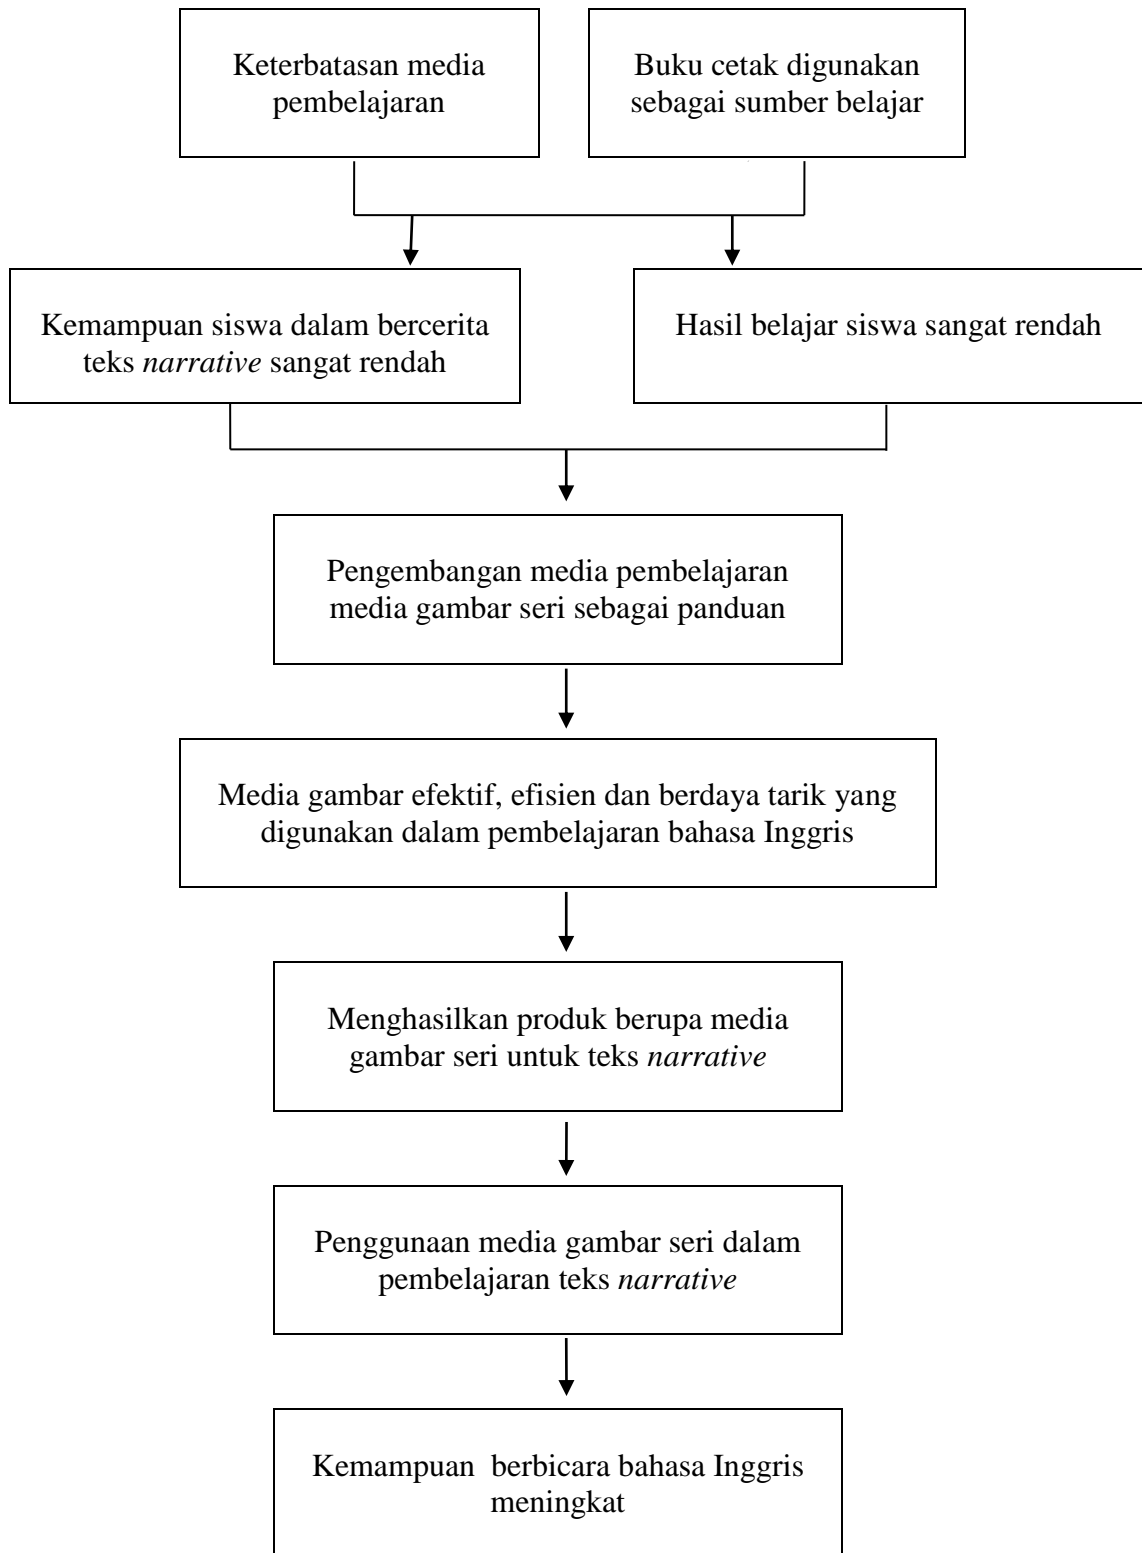 Keterbatasan media
pembelajaran
Buku cetak digunakan
sebagai sumber belajar
Kemampuan siswa dalam bercerita
teks narrative sangat rendah
Hasil belajar siswa sangat rendah
Pengembangan media pembelajaran
media gambar seri sebagai panduan
Media gambar efektif, efisien dan berdaya tarik yang
digunakan dalam pembelajaran bahasa Inggris
Menghasilkan produk berupa media
gambar seri untuk teks narrative
Penggunaan media gambar seri dalam
pembelajaran teks narrative
Kemampuan  berbicara bahasa Inggris
meningkat